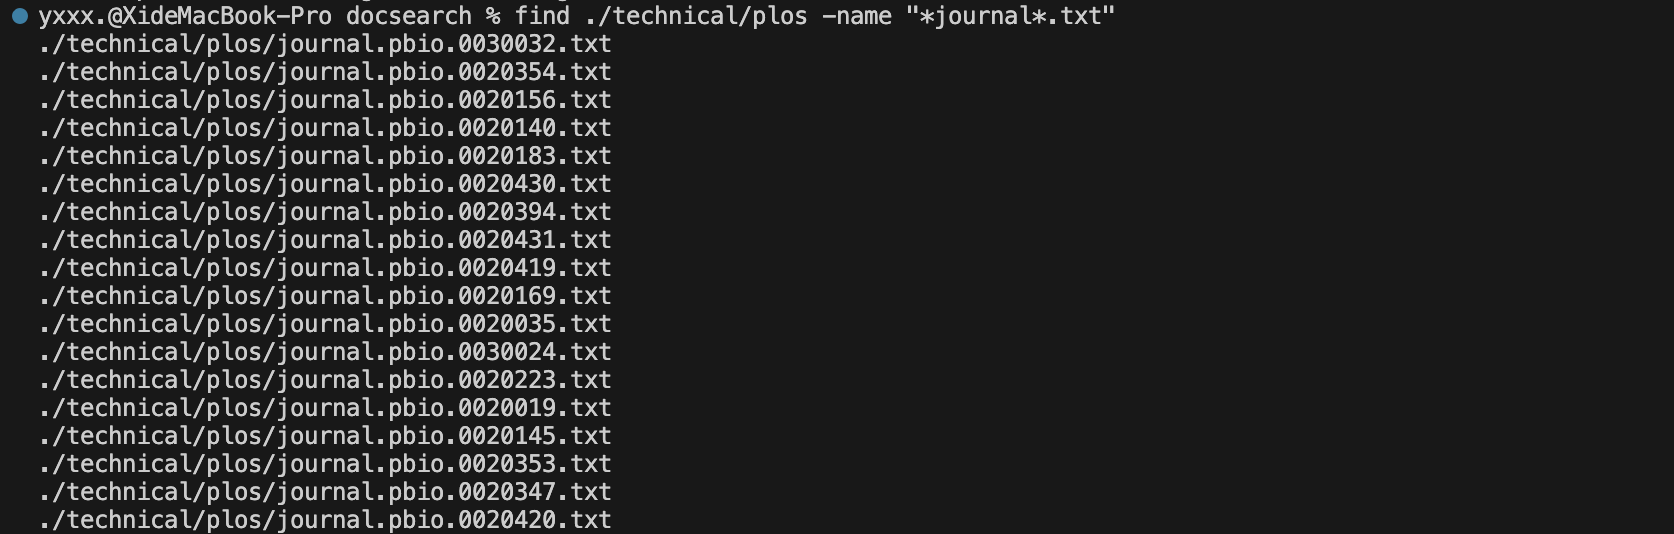 yxxx.@XideMacBook-Pro docsearch % find ./technical/plos -name "*journal*.txt"
./technical/plos/journal.pbio.0030032.txt
./technical/plos/journal.pbio.0020354.txt
./technical/plos/journal.pbio.0020156.txt
./technical/plos/journal.pbio.0020140.txt
./technical/plos/journal.pbio.0020183.txt
./technical/plos/journal.pbio.0020430.txt
./technical/plos/journal.pbio.0020394.txt
./technical/plos/journal.pbio.0020431.txt
./technical/plos/journal.pbio.0020419.txt
./technical/plos/journal.pbio.0020169.txt
./technical/plos/journal.pbio.0020035.txt
./technical/plos/journal.pbio.0030024.txt
./technical/plos/journal.pbio.0020223.txt
./technical/plos/journal.pbio.0020019.txt
./technical/plos/journal.pbio.0020145.txt
./technical/plos/journal.pbio.0020353.txt
./technical/plos/journal.pbio.0020347.txt
./technical/plos/journal.pbio.0020420.txt